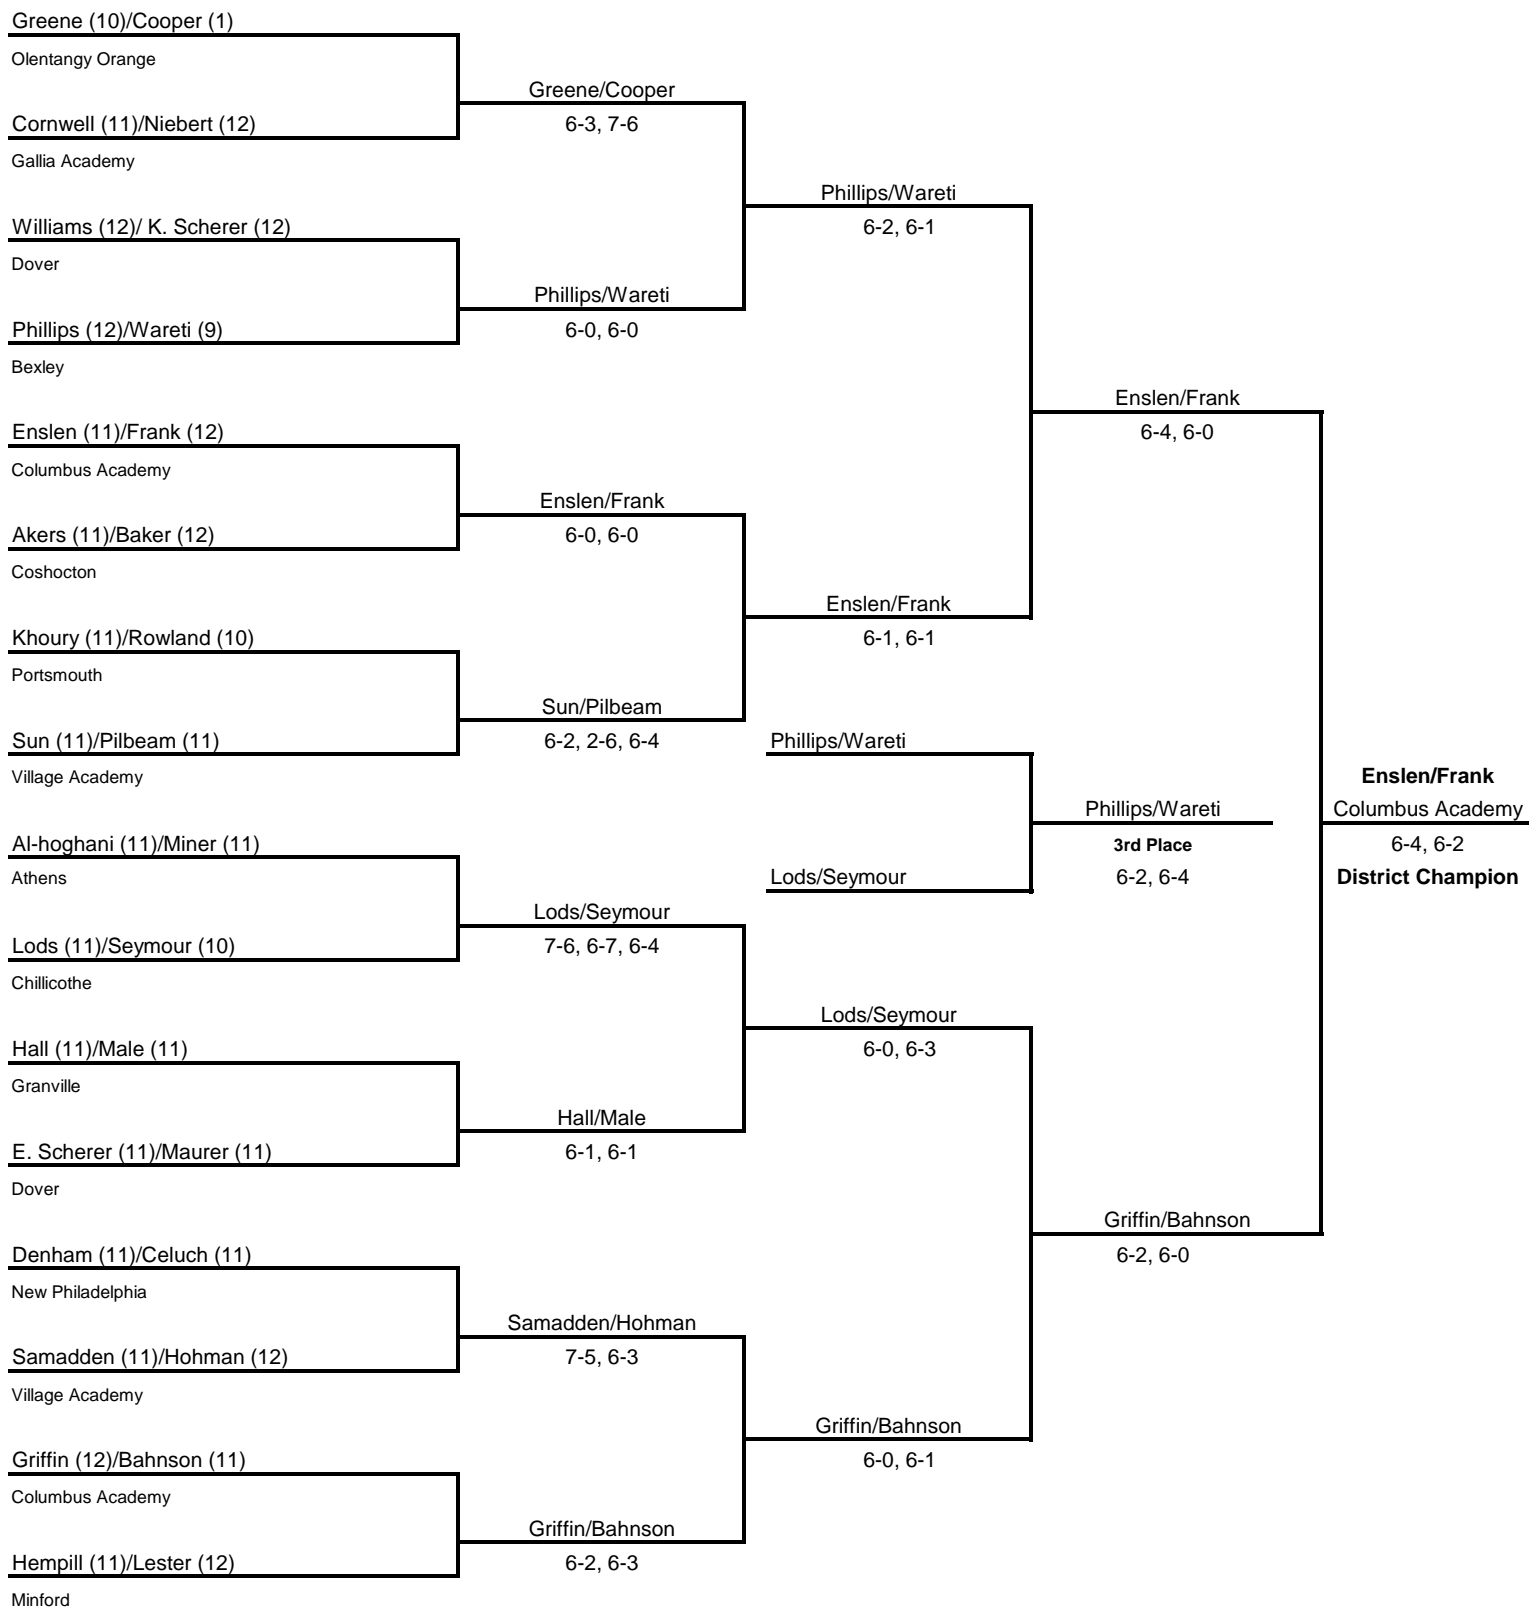 Greene (10)/Cooper (1)
Olentangy Orange
Cornwell (11)/Niebert (12)
Gallia Academy
Williams (12)/ K. Scherer (12)
Dover
Phillips (12)/Wareti (9)
Bexley
Enslen (11)/Frank (12)
Columbus Academy
Akers (11)/Baker (12)
Coshocton
Khoury (11)/Rowland (10)
Portsmouth
Sun (11)/Pilbeam (11)
Village Academy
Al-hoghani (11)/Miner (11)
Athens
Lods (11)/Seymour (10)
Chillicothe
Hall (11)/Male (11)
Granville
E. Scherer (11)/Maurer (11)
Dover
Denham (11)/Celuch (11)
New Philadelphia
Samadden (11)/Hohman (12)
Village Academy
Griffin (12)/Bahnson (11)
Columbus Academy
Hempill (11)/Lester (12)
Minford
Greene/Cooper
6-3, 7-6
Phillips/Wareti
6-0, 6-0
Enslen/Frank
6-0, 6-0
Sun/Pilbeam
6-2, 2-6, 6-4
Lods/Seymour
7-6, 6-7, 6-4
Hall/Male
6-1, 6-1
Samadden/Hohman
7-5, 6-3
Griffin/Bahnson
6-2, 6-3
Phillips/Wareti
6-2, 6-1
Enslen/Frank
6-1, 6-1
Phillips/Wareti
Lods/Seymour
Lods/Seymour
6-0, 6-3
Griffin/Bahnson
6-0, 6-1
Enslen/Frank
6-4, 6-0
Phillips/Wareti
3rd Place
6-2, 6-4
Griffin/Bahnson
6-2, 6-0
Enslen/Frank
Columbus Academy
6-4, 6-2
District Champion